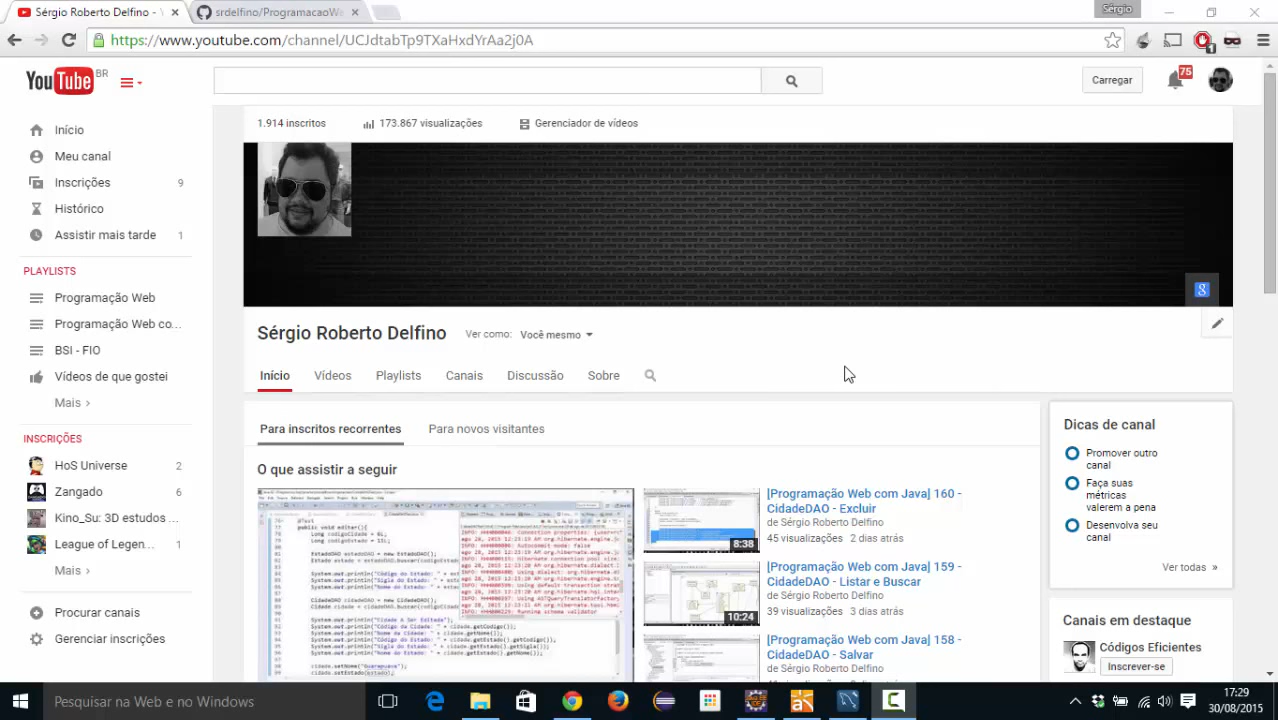 Sérgio Roberto Delfino - \
srdelfino/ProgramacaoW
Sérgio
https://www.youtube.com/channel/UCJdtabTp9TXaHxdYrAa2j0A
1
YouTube BR
Carregar
75
Início
Meu canal
Inscrições 9
Histórico
Assistir mais tarde 1
PLAYLISTS
Programação Web
Programação Web co...
BSI - FIO
Vídeos de que gostei
Mais ›
INSCRIÇÕES
HoS Universe 2
Zangado 6
Kino_Su: 3D estudos ...
League of Legen... 1
Mais ›
Procurar canais
Gerenciar inscrições
1.914 inscritos
173.867 visualizações
Gerenciador de vídeos
8
Sérgio Roberto Delfino
Ver como: Você mesmo
Início Vídeos Playlists Canais Discussão Sobre
Para inscritos recorrentes Para novos visitantes
O que assistir a seguir
[Programação Web com Java] 160 -
CidadeDAO - Excluir
de Sérgio Roberto Delfino
45 visualizações 2 dias atrás
8:38
[Programação Web com Java] 159 -
CidadeDAO - Listar e Buscar
de Sérgio Roberto Delfino
39 visualizações 3 dias atrás
10:24
[Programação Web com Java] 158 -
CidadeDAO - Salvar
de Sérgio Roberto Delfino
Dicas de canal
Promover outro
canal
Faça suas
métricas
valerem a pena
Desenvolva seu
canal
Ver todas »
Canais em destaque
Códigos Eficientes
Inscrever-se
Pesquisar na Web e no Windows
17:29
30/08/2015